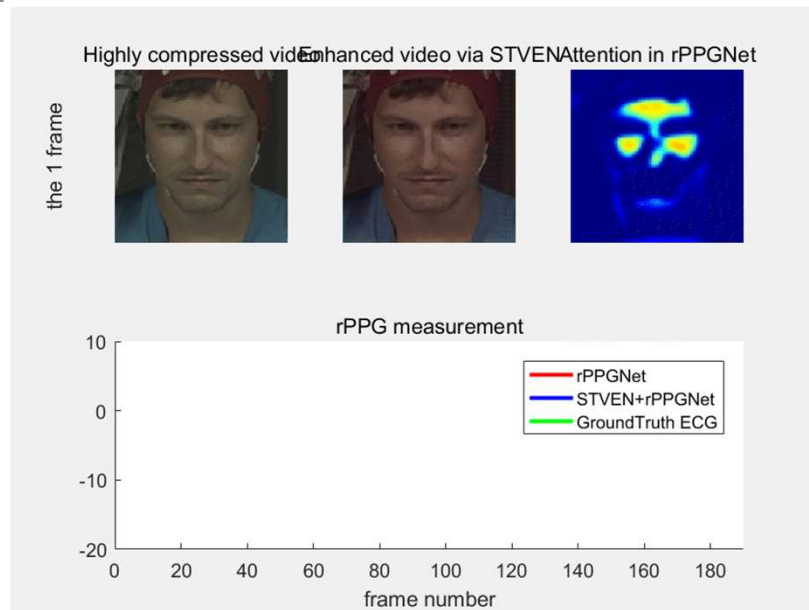 Highly compressed video
Enhanced video via STVEN
Attention in rPPGNet
the 1 frame
rPPG measurement
10
0
-10
-20
rPPGNet
STVEN+rPPGNet
GroundTruth ECG
0 20 40 60 80 100 120 140 160 180
frame number